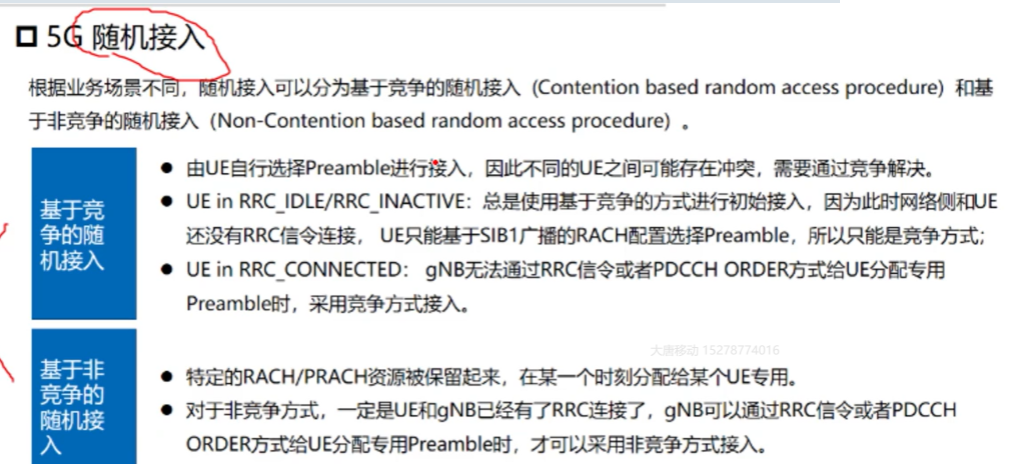 5G 随机接入
根据业务场景不同，随机接入可以分为基于竞争的随机接入（Contention based random access procedure）和基
于非竞争的随机接入（Non-Contention based random access procedure）。
基于竞
争的随
机接入
● 由UE自行选择Preamble进行接入，因此不同的UE之间可能存在冲突，需要通过竞争解决。
● UE in RRC_IDLE/RRC_INACTIVE：总是使用基于竞争的方式进行初始接入，因为此时网络侧和UE
还没有RRC信令连接， UE只能基于SIB1广播的RACH配置选择Preamble，所以只能是竞争方式；
● UE in RRC_CONNECTED： gNB无法通过RRC信令或者PDCCH ORDER方式给UE分配专用
Preamble时，采用竞争方式接入。
大唐移动 15278774016
基于非
竞争的
随机接
入
● 特定的RACH/PRACH资源被保留起来，在某一个时刻分配给某个UE专用。
● 对于非竞争方式，一定是UE和gNB已经有了RRC连接了，gNB可以通过RRC信令或者PDCCH
ORDER方式给UE分配专用Preamble时，才可以采用非竞争方式接入。